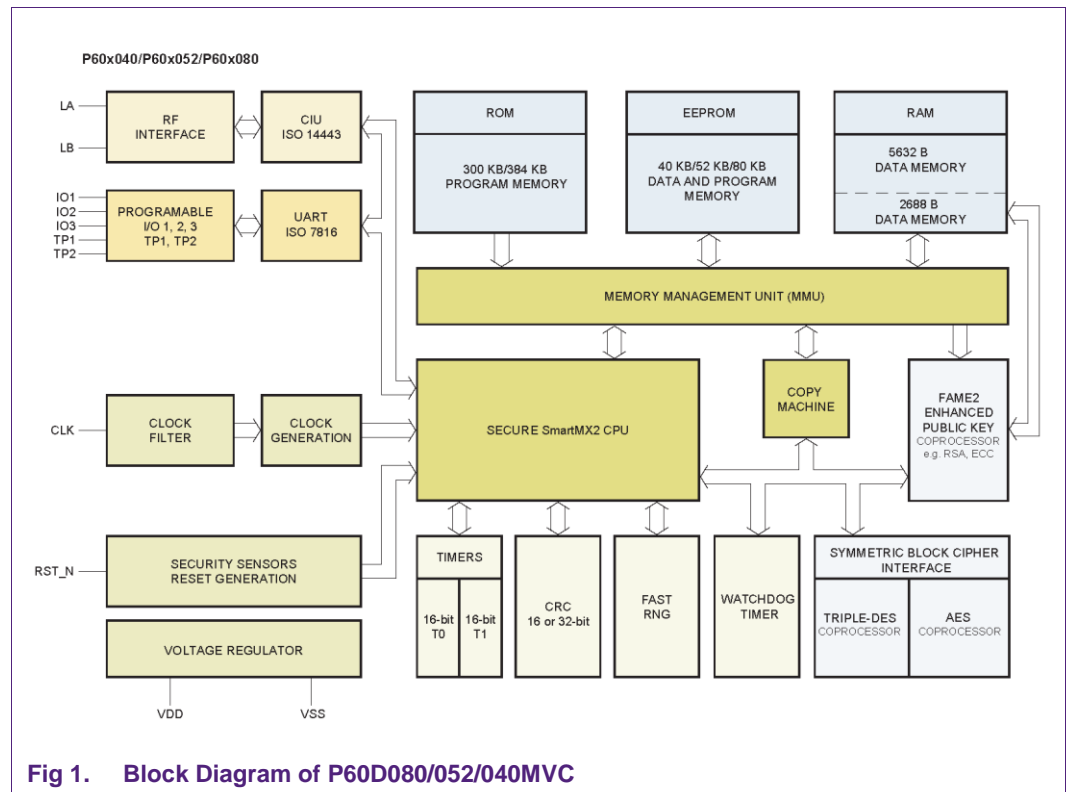 P60x040/P60x052/P60x080
LA
LB
RF
INTERFACE
CIU
ISO 14443
IO1
IO2
IO3
TP1
TP2
PROGRAMABLE
I/O 1, 2, 3
TP1, TP2
UART
ISO 7816
ROM
300 KB/384 KB
PROGRAM MEMORY
EEPROM
40 KB/52 KB/80 KB
DATA AND PROGRAM
MEMORY
RAM
5632 B
DATA MEMORY
2688 B
DATA MEMORY
MEMORY MANAGEMENT UNIT (MMU)
CLK
CLOCK
FILTER
CLOCK
GENERATION
SECURE SmartMX2 CPU
COPY
MACHINE
FAME2
ENHANCED
PUBLIC KEY
COPROCESSOR
e.g. RSA, ECC
RST_N
SECURITY SENSORS
RESET GENERATION
VOLTAGE REGULATOR
VDD
VSS
TIMERS
16-bit
T0
16-bit
T1
CRC
16 or 32-bit
FAST
RNG
WATCHDOG
TIMER
SYMMETRIC BLOCK CIPHER
INTERFACE
TRIPLE-DES
COPROCESSOR
AES
COPROCESSOR
Fig 1. Block Diagram of P60D080/052/040MVC